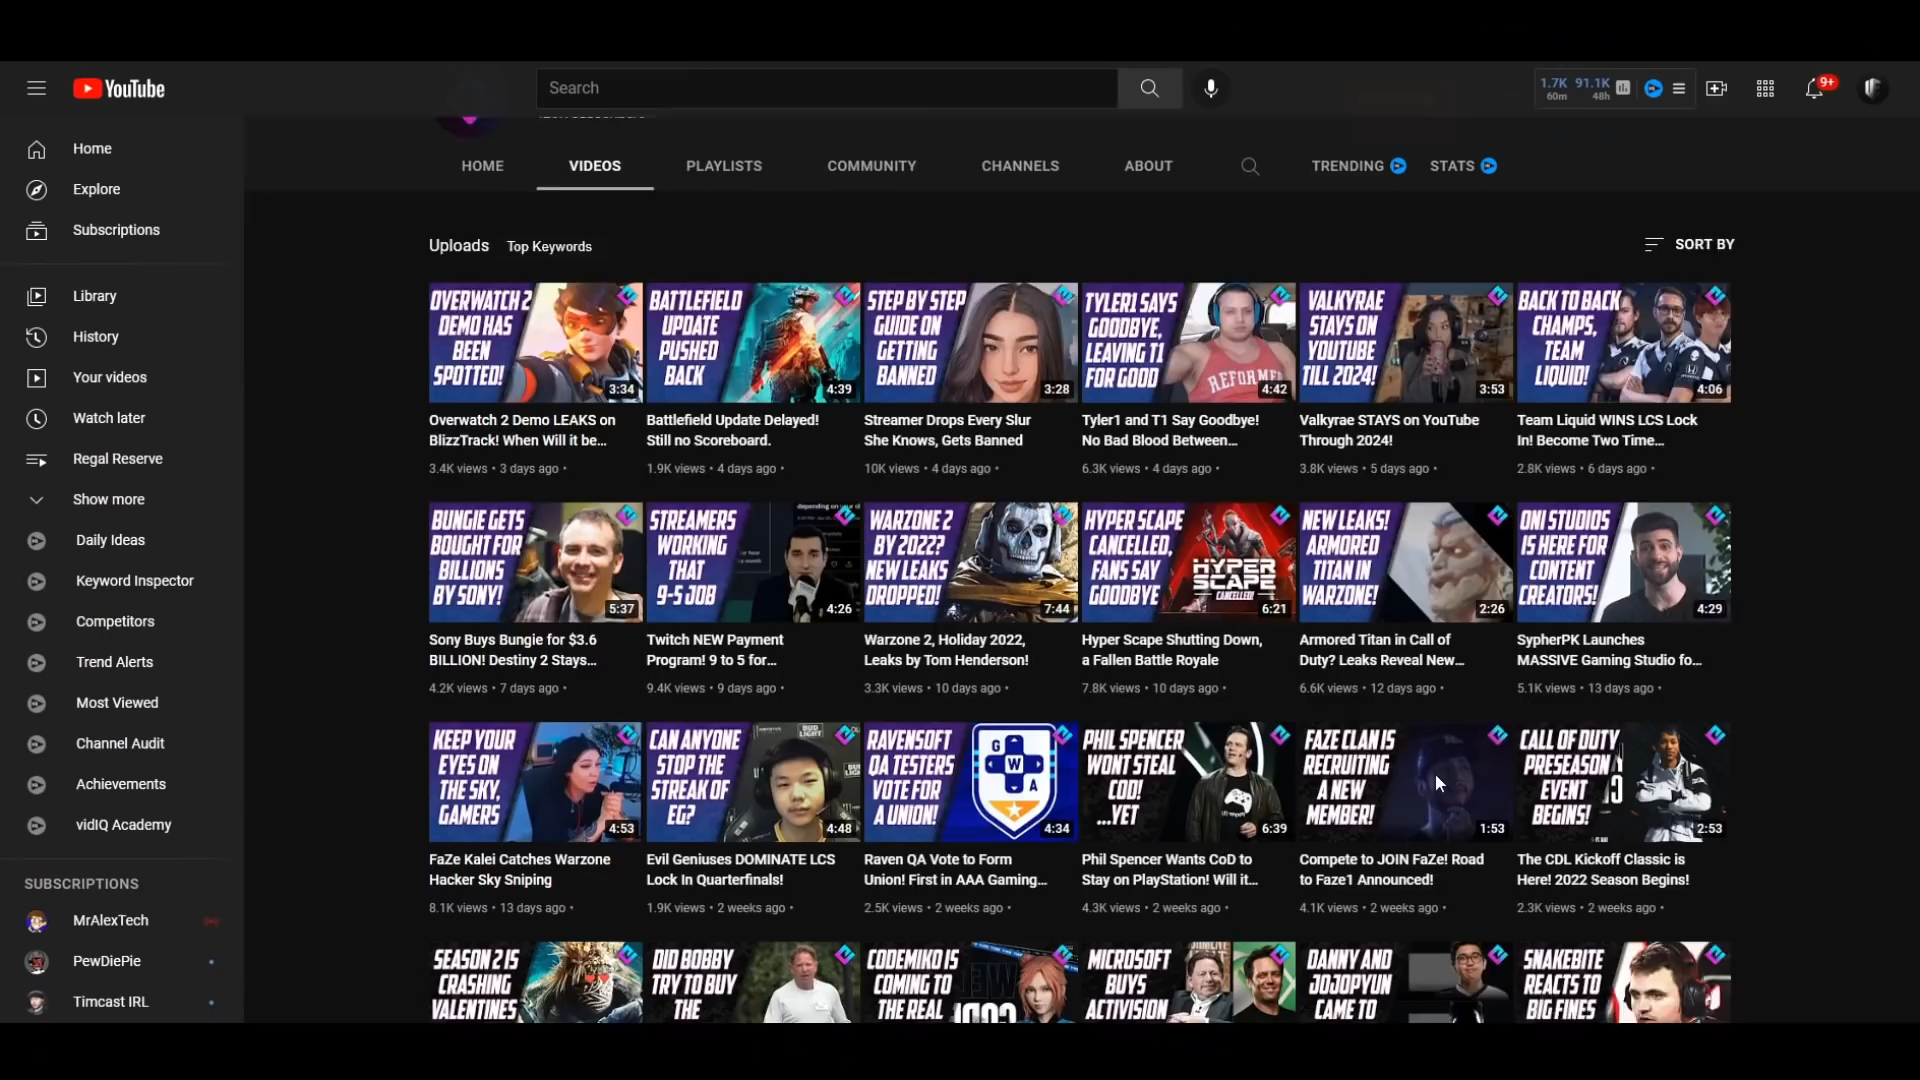 YouTube
Search
1.7K 91.1K
60m 48h
9+
Home
Explore
Subscriptions
Library
History
Your videos
Watch later
Regal Reserve
Show more
Daily Ideas
Keyword Inspector
Competitors
Trend Alerts
Most Viewed
Channel Audit
Achievements
vidIQ Academy
SUBSCRIPTIONS
MrAlexTech
PewDiePie
Timcast IRL
HOME VIDEOS PLAYLISTS COMMUNITY CHANNELS ABOUT TRENDING STATS
Uploads Top Keywords SORT BY
OVERWATCH 2
DEMO HAS
BEEN
SPOTTED!
3:34
Overwatch 2 Demo LEAKS on
BlizzTrack! When Will it be...
3.4K views • 3 days ago •
BATTLEFIELD
UPDATE
PUSHED
BACK
4:39
Battlefield Update Delayed!
Still no Scoreboard.
1.9K views • 4 days ago •
STEP BY STEP
GUIDE ON
GETTING
BANNED
3:28
Streamer Drops Every Slur
She Knows, Gets Banned
10K views • 4 days ago •
TYLER1 SAYS
GOODBYE,
LEAVING T1
FOR GOOD
REFORMED
4:42
Tyler1 and T1 Say Goodbye!
No Bad Blood Between...
6.3K views • 4 days ago •
VALKYRAE
STAYS ON
YOUTUBE
TILL 2024!
3:53
Valkyrae STAYS on YouTube
Through 2024!
3.8K views • 5 days ago •
BACK TO BACK
CHAMPS,
TEAM
LIQUID!
4:06
Team Liquid WINS LCS Lock
In! Become Two Time...
2.8K views • 6 days ago •
BUNGIE GETS
BOUGHT FOR
BILLIONS
BY SONY!
5:37
Sony Buys Bungie for $3.6
BILLION! Destiny 2 Stays...
4.2K views • 7 days ago •
STREAMERS
WORKING
THAT
9-5 JOB
4:26
Twitch NEW Payment
Program! 9 to 5 for...
9.4K views • 9 days ago •
WARZONE 2
BY 2022?
NEW LEAKS
DROPPED!
7:44
Warzone 2, Holiday 2022,
Leaks by Tom Henderson!
3.3K views • 10 days ago •
HYPER SCAPE
CANCELLED,
FANS SAY
GOODBYE
HYPER
SCAPE
CANCELLED!
6:21
Hyper Scape Shutting Down,
a Fallen Battle Royale
7.8K views • 10 days ago •
NEW LEAKS!
ARMORED
TITAN IN
WARZONE!
2:26
Armored Titan in Call of
Duty? Leaks Reveal New...
6.6K views • 12 days ago •
ONI STUDIOS
IS HERE FOR
CONTENT
CREATORS!
4:29
SypherPK Launches
MASSIVE Gaming Studio fo...
5.1K views • 13 days ago •
KEEP YOUR
EYES ON
THE SKY,
GAMERS
4:53
FaZe Kalei Catches Warzone
Hacker Sky Sniping
8.1K views • 13 days ago •
CAN ANYONE
STOP THE
STREAK OF
EG?
4:48
Evil Geniuses DOMINATE LCS
Lock In Quarterfinals!
1.9K views • 2 weeks ago •
RAVENSOFT
QA TESTERS
VOTE FOR
A UNION!
G
W
A
4:34
Raven QA Vote to Form
Union! First in AAA Gaming...
2.5K views • 2 weeks ago •
PHIL SPENCER
WONT STEAL
COD!
...YET
6:39
Phil Spencer Wants CoD to
Stay on PlayStation! Will it...
4.3K views • 2 weeks ago •
FAZE CLAN IS
RECRUITING
A NEW
MEMBER!
1:53
Compete to JOIN FaZe! Road
to Faze1 Announced!
4.1K views • 2 weeks ago •
CALL OF DUTY
PRESEASON
EVENT
BEGINS!
2:53
The CDL Kickoff Classic is
Here! 2022 Season Begins!
2.3K views • 2 weeks ago •
SEASON 2 IS
CRASHING
VALENTINES
DID BOBBY
TRY TO BUY
THE
CODEMIKO IS
COMING TO
THE REAL
MICROSOFT
BUYS
ACTIVISION
DANNY AND
JOJOPYUN
CAME TO
SNAKEBITE
REACTS TO
BIG FINES